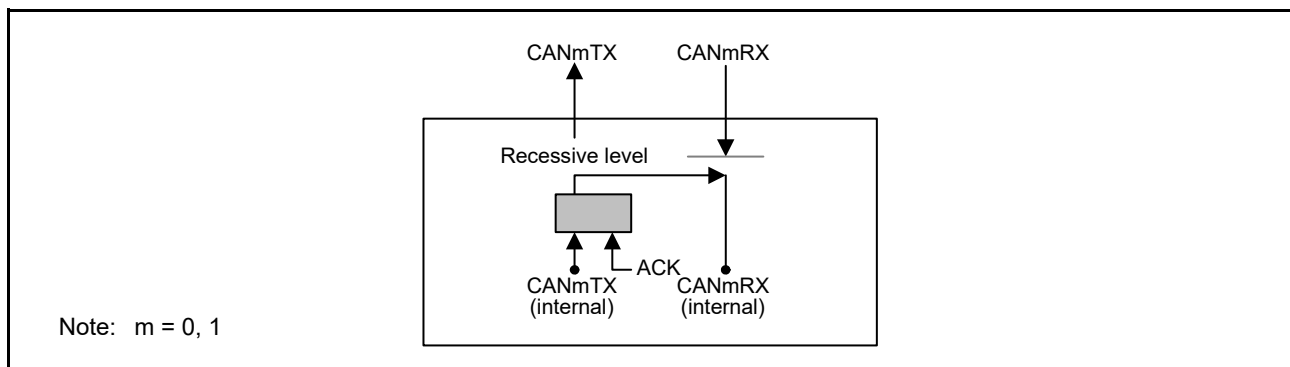 CANmTX
CANmRX
Recessive level
ACK
CANmTX
(internal)
CANmRX
(internal)
Note: m = 0, 1